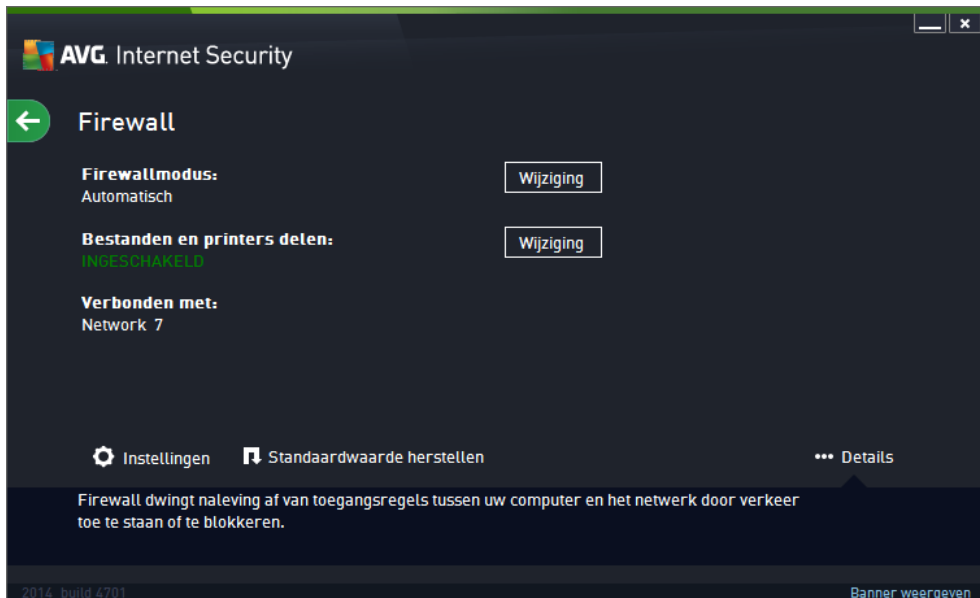 AVG. Internet Security
Firewall
Firewallmodus:
Automatisch
Wijziging
Bestanden en printers delen:
INGESCHAKELD
Wijziging
Verbonden met:
Network 7
Instellingen
Standaardwaarde herstellen
••• Details
Firewall dwingt naleving af van toegangsregels tussen uw computer en het netwerk door verkeer
toe te staan of te blokkeren.
2014 build 4701
Banner weergeven